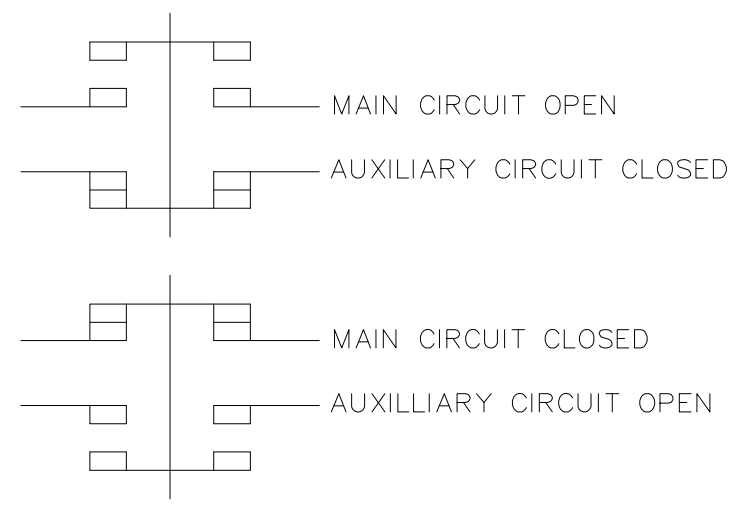 MAIN CIRCUIT OPEN
AUXILIARY CIRCUIT CLOSED
MAIN CIRCUIT CLOSED
AUXILLIARY CIRCUIT OPEN